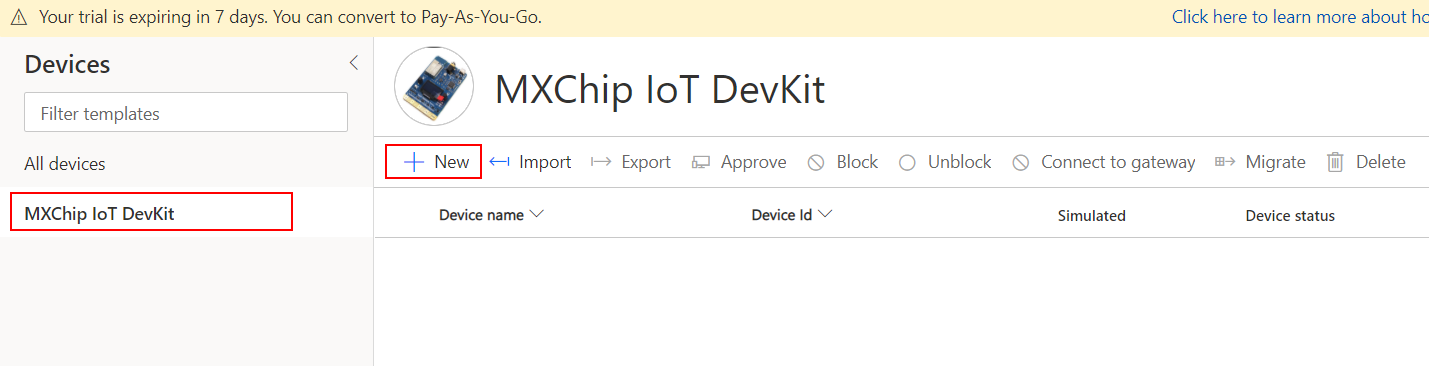 Your trial is expiring in 7 days. You can convert to Pay-As-You-Go.
Click here to learn more about ho
Devices
Filter templates
All devices
MXChip IoT DevKit
MXChip IoT DevKit
New Import Export Approve Block Unblock Connect to gateway Migrate Delete
Device name Device Id Simulated Device status